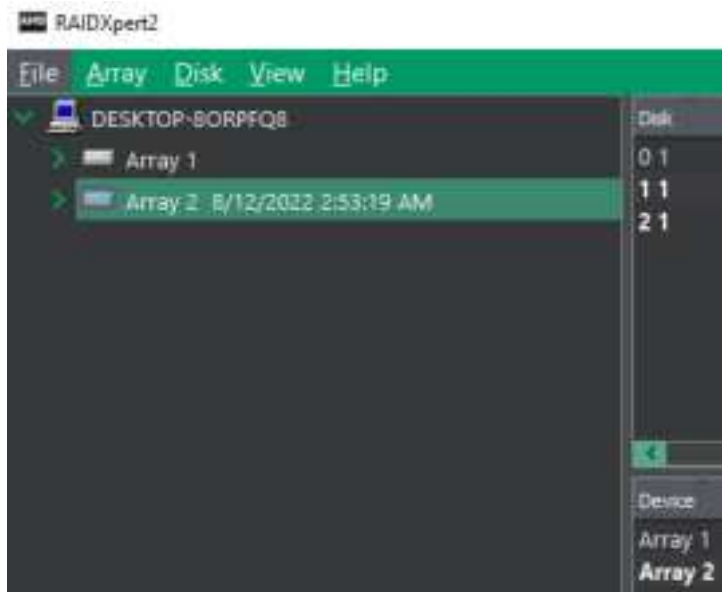 RAIDXpert2
File Array Disk View Help
DESKTOP-8ORPFQ8
Array 1
Array 2 8/12/2022 2:53:19 AM
Disk
0 1
1 1
2 1
Device
Array 1
Array 2